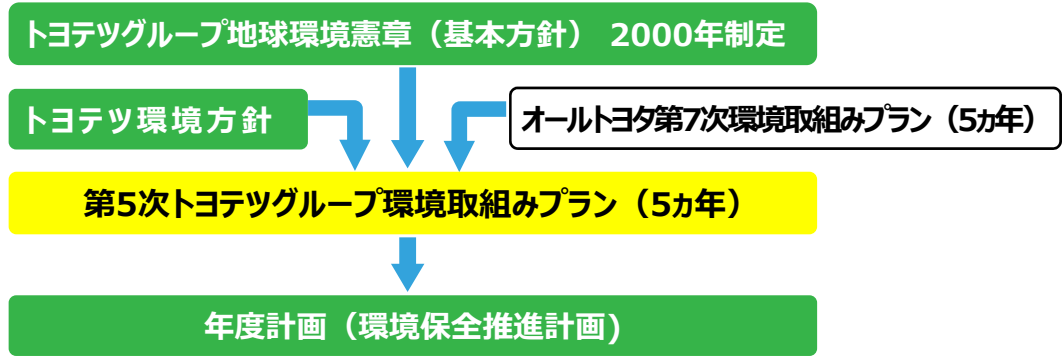 トヨテツグループ地球環境憲章（基本方針） 2000年制定
トヨテツ環境方針
オールトヨタ第7次環境取組みプラン（5ヵ年）
第5次トヨテツグループ環境取組みプラン（5ヵ年）
年度計画（環境保全推進計画)